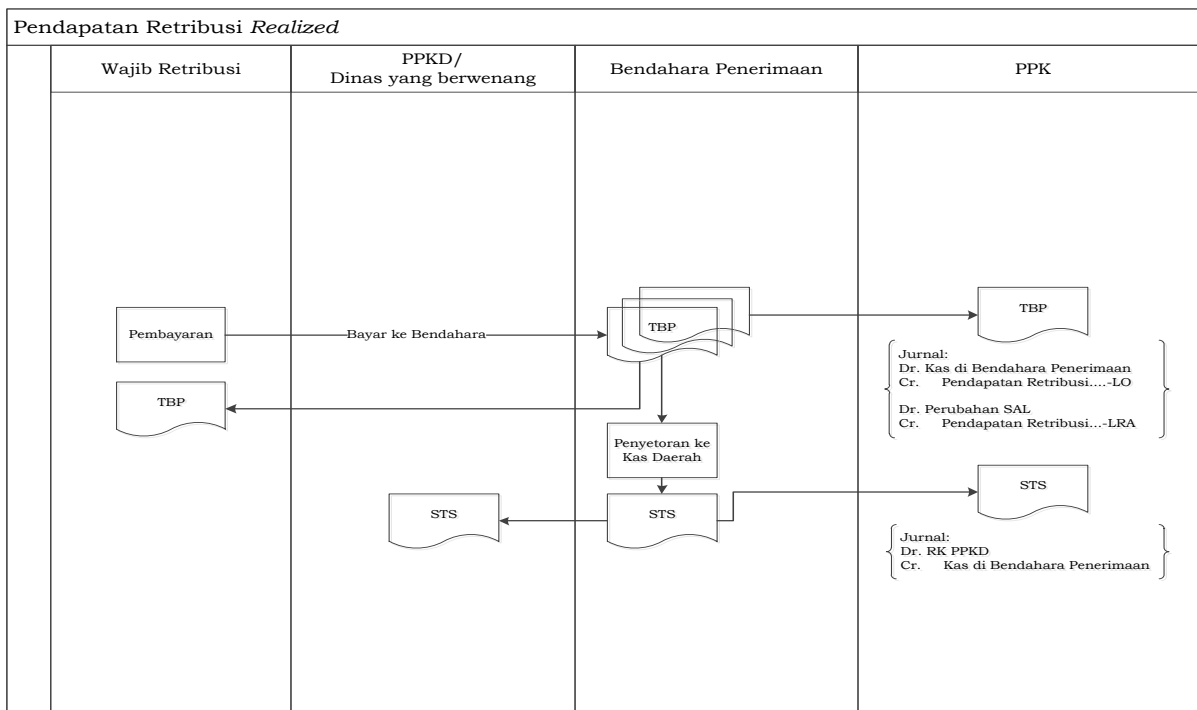 Pendapatan Retribusi Realized
Wajib Retribusi
PPKD/
Dinas yang berwenang
Bendahara Penerimaan
PPK
Pembayaran
Bayar ke Bendahara
TBP
TBP
Jurnal:
Dr. Kas di Bendahara Penerimaan
Cr. Pendapatan Retribusi....-LO
Dr. Perubahan SAL
Cr. Pendapatan Retribusi...-LRA
TBP
Penyetoran ke
Kas Daerah
STS
STS
STS
Jurnal:
Dr. RK PPKD
Cr. Kas di Bendahara Penerimaan